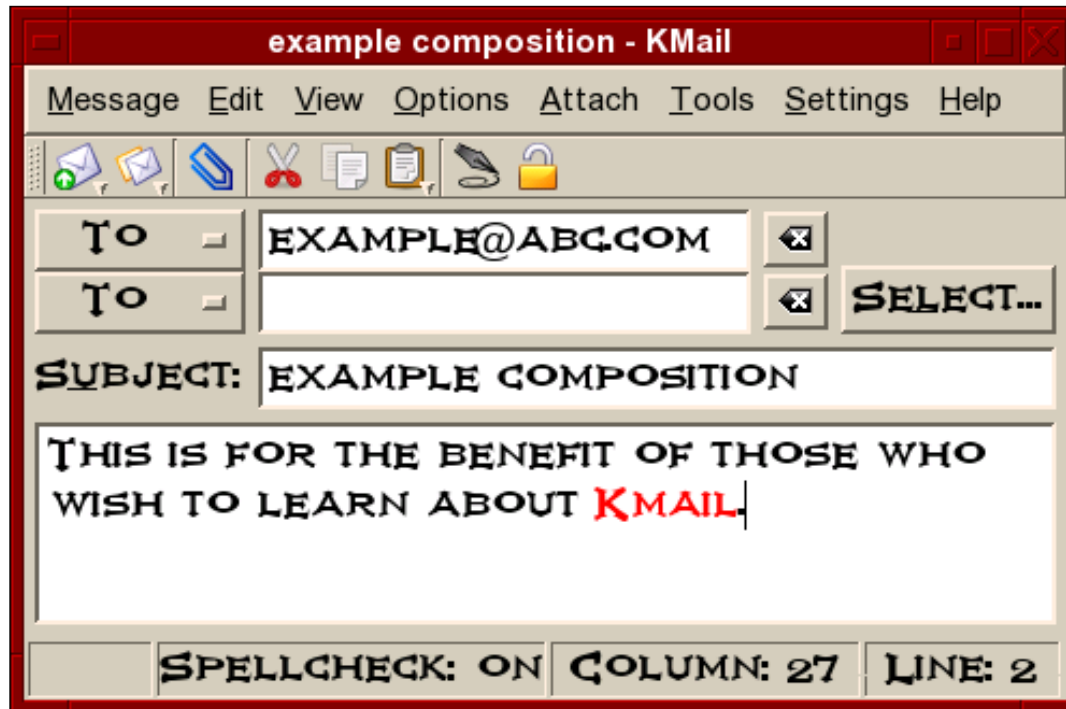 example composition - KMail
Message Edit View Options Attach Tools Settings Help
To example@abc.com
To Select...
Subject: example composition
This is for the benefit of those who
wish to learn about Kmail.
Spellcheck: on Column: 27 Line: 2